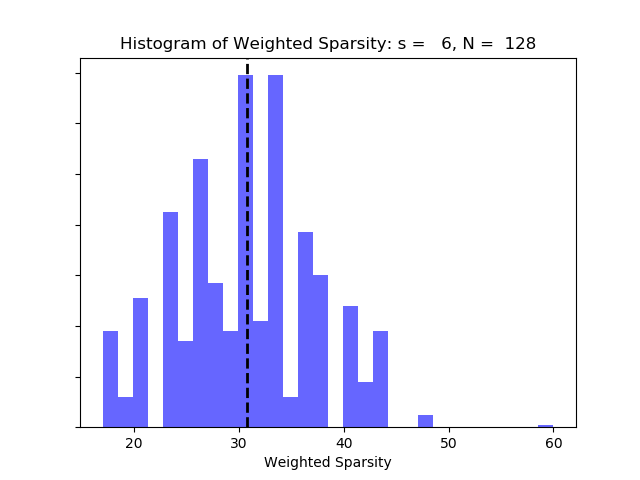 Histogram of Weighted Sparsity: s =   6, N =  128
20 30 40 50 60
Weighted Sparsity